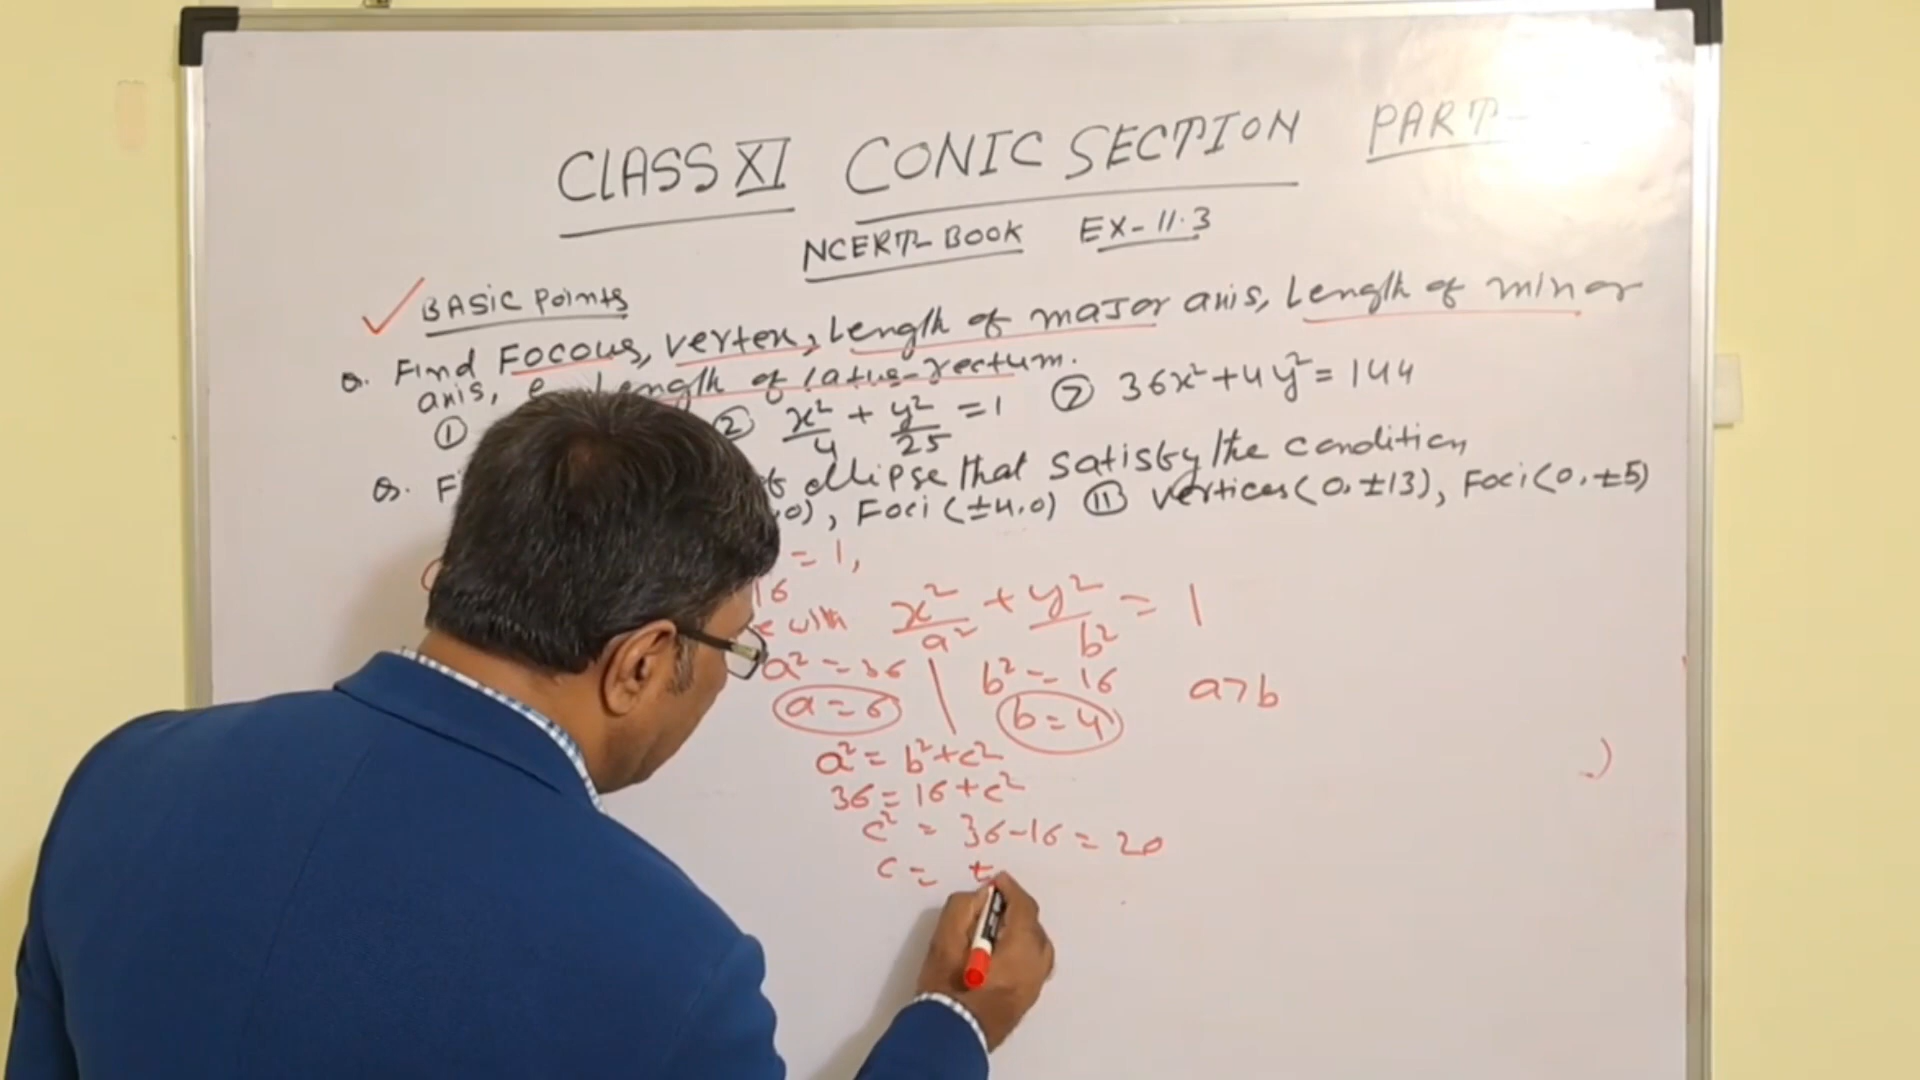 CLASS XI CONIC SECTION PART-
NCERT BOOK EX-11.3
BASIC Points
Q. Find Focous, vertex, Length of major axis, Length of minor
axis, e Length of latus-rectum.
① ② x²/4 + y²/25 = 1 ⑦ 36x²+4y²=144
Q. F of ellipse that satisfy the condition
,0), Foci (±4,0) ⑪ vertices (0,±13), Foci (0,±5)
= 1,
16
with x²/a² + y²/b² = 1
a² = 36 | b² = 16 a>b
a = 6 | b = 4
a² = b²+c²
36 = 16+c²
c² = 36-16 = 20
c = ±